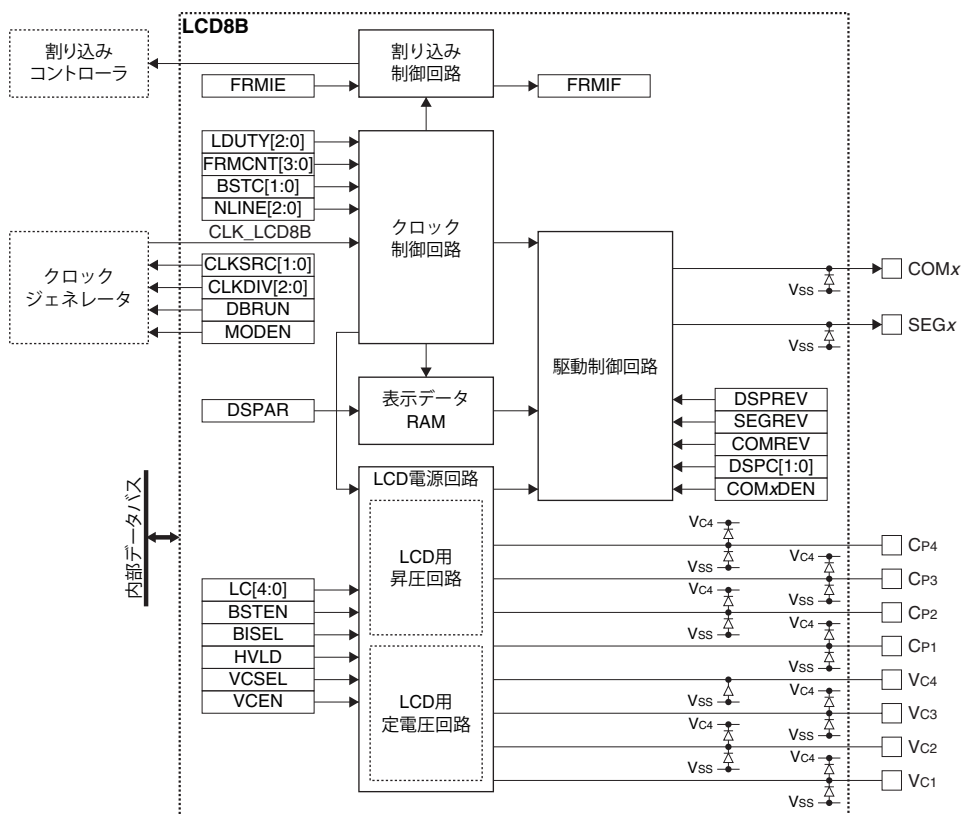 LCD8B
割り込み
コントローラ
割り込み
制御回路
FRMIE
FRMIF
LDUTY[2:0]
FRMCNT[3:0]
BSTC[1:0]
NLINE[2:0]
CLK_LCD8B
クロック
制御回路
クロック
ジェネレータ
CLKSRC[1:0]
CLKDIV[2:0]
DBRUN
MODEN
COMx
VSS
SEGx
VSS
駆動制御回路
DSPAR
表示データ
RAM
DSPREV
SEGREV
COMREV
DSPC[1:0]
COMxDEN
内部データバス
LCD電源回路
LCD用
昇圧回路
LC[4:0]
BSTEN
BISEL
HVLD
VCSEL
VCEN
LCD用
定電圧回路
VC4
VSS
CP4
VC4
VSS
CP3
VC4
VSS
CP2
VC4
VSS
CP1
VSS
VC4
VC4
VSS
VC3
VC4
VSS
VC2
VC4
VSS
VC1